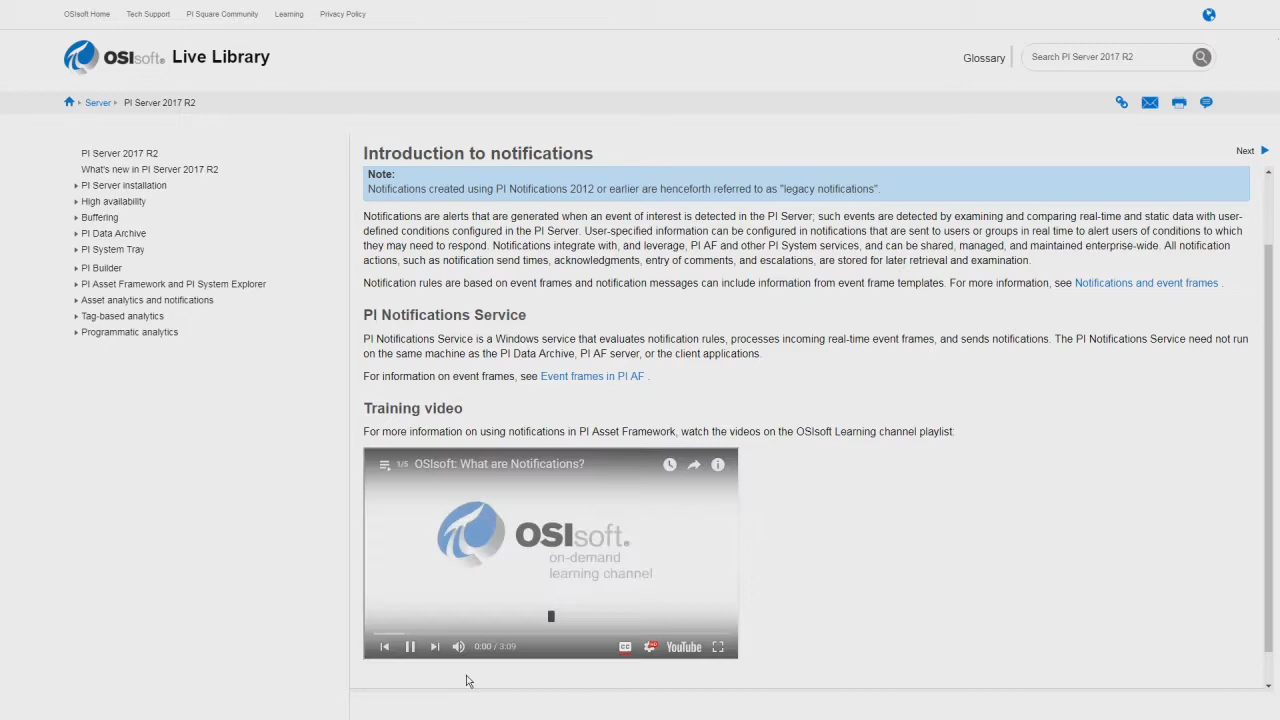 OSIsoft Home Tech Support PI Square Community Learning Privacy Policy
OSIsoft. Live Library
Glossary
Search PI Server 2017 R2
Server PI Server 2017 R2
PI Server 2017 R2
What's new in PI Server 2017 R2
PI Server installation
High availability
Buffering
PI Data Archive
PI System Tray
PI Builder
PI Asset Framework and PI System Explorer
Asset analytics and notifications
Tag-based analytics
Programmatic analytics
Introduction to notifications
Next
Note:
Notifications created using PI Notifications 2012 or earlier are henceforth referred to as "legacy notifications".
Notifications are alerts that are generated when an event of interest is detected in the PI Server; such events are detected by examining and comparing real-time and static data with user-
defined conditions configured in the PI Server. User-specified information can be configured in notifications that are sent to users or groups in real time to alert users of conditions to which
they may need to respond. Notifications integrate with, and leverage, PI AF and other PI System services, and can be shared, managed, and maintained enterprise-wide. All notification
actions, such as notification send times, acknowledgments, entry of comments, and escalations, are stored for later retrieval and examination.
Notification rules are based on event frames and notification messages can include information from event frame templates. For more information, see Notifications and event frames .
PI Notifications Service
PI Notifications Service is a Windows service that evaluates notification rules, processes incoming real-time event frames, and sends notifications. The PI Notifications Service need not run
on the same machine as the PI Data Archive, PI AF server, or the client applications.
For information on event frames, see Event frames in PI AF .
Training video
For more information on using notifications in PI Asset Framework, watch the videos on the OSIsoft Learning channel playlist:
1/5 OSIsoft: What are Notifications?
OSIsoft.
on-demand
learning channel
0:00 / 3:09
CC
HD
YouTube